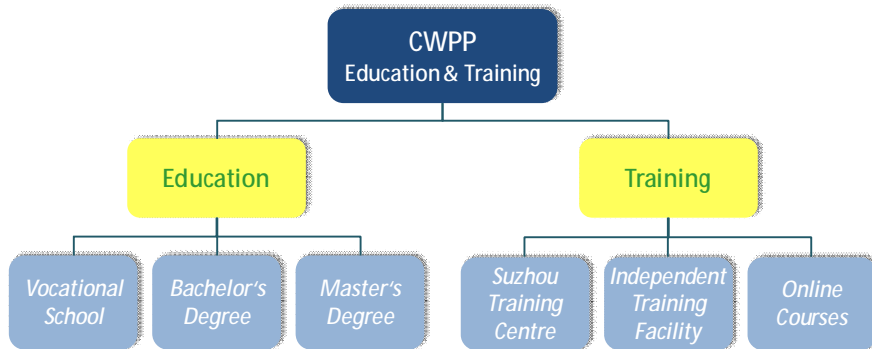 CWPP
Education & Training
Education
Training
Vocational
School
Bachelor's
Degree
Master's
Degree
Suzhou
Training
Centre
Independent
Training
Facility
Online
Courses